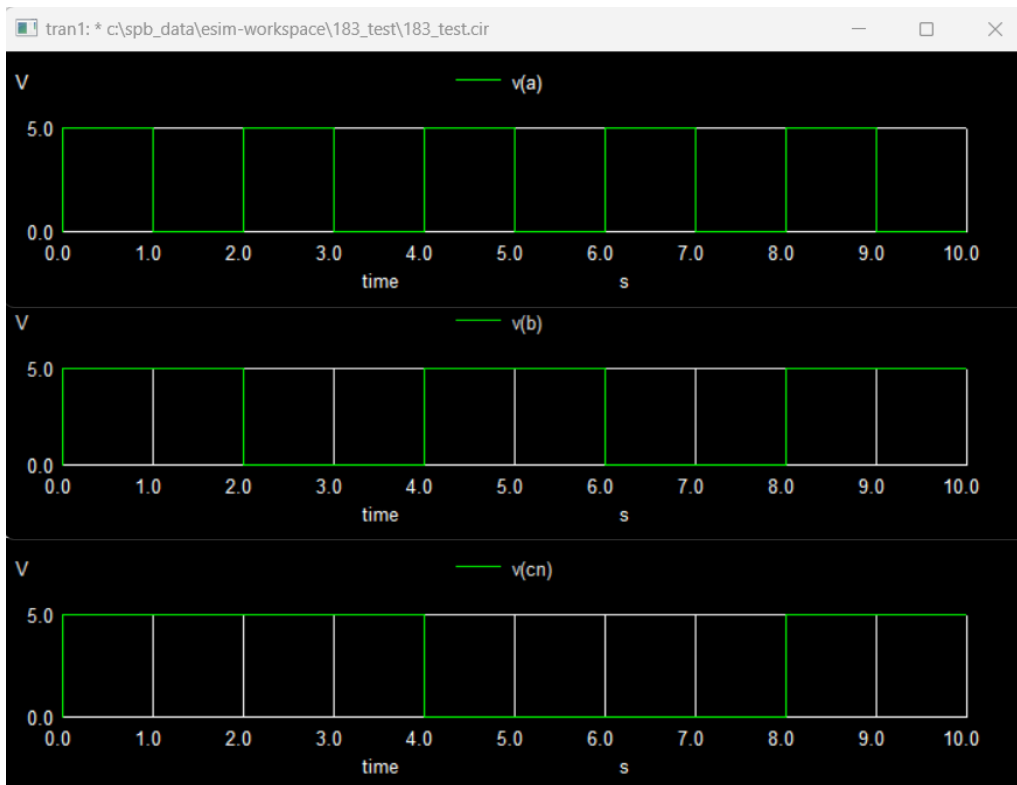 tran1: * c:\spb_data\esim-workspace\183_test\183_test.cir
V v(a)
5.0
0.0
0.0 1.0 2.0 3.0 4.0 5.0 6.0 7.0 8.0 9.0 10.0
time s
V v(b)
5.0
0.0
0.0 1.0 2.0 3.0 4.0 5.0 6.0 7.0 8.0 9.0 10.0
time s
V v(cn)
5.0
0.0
0.0 1.0 2.0 3.0 4.0 5.0 6.0 7.0 8.0 9.0 10.0
time s